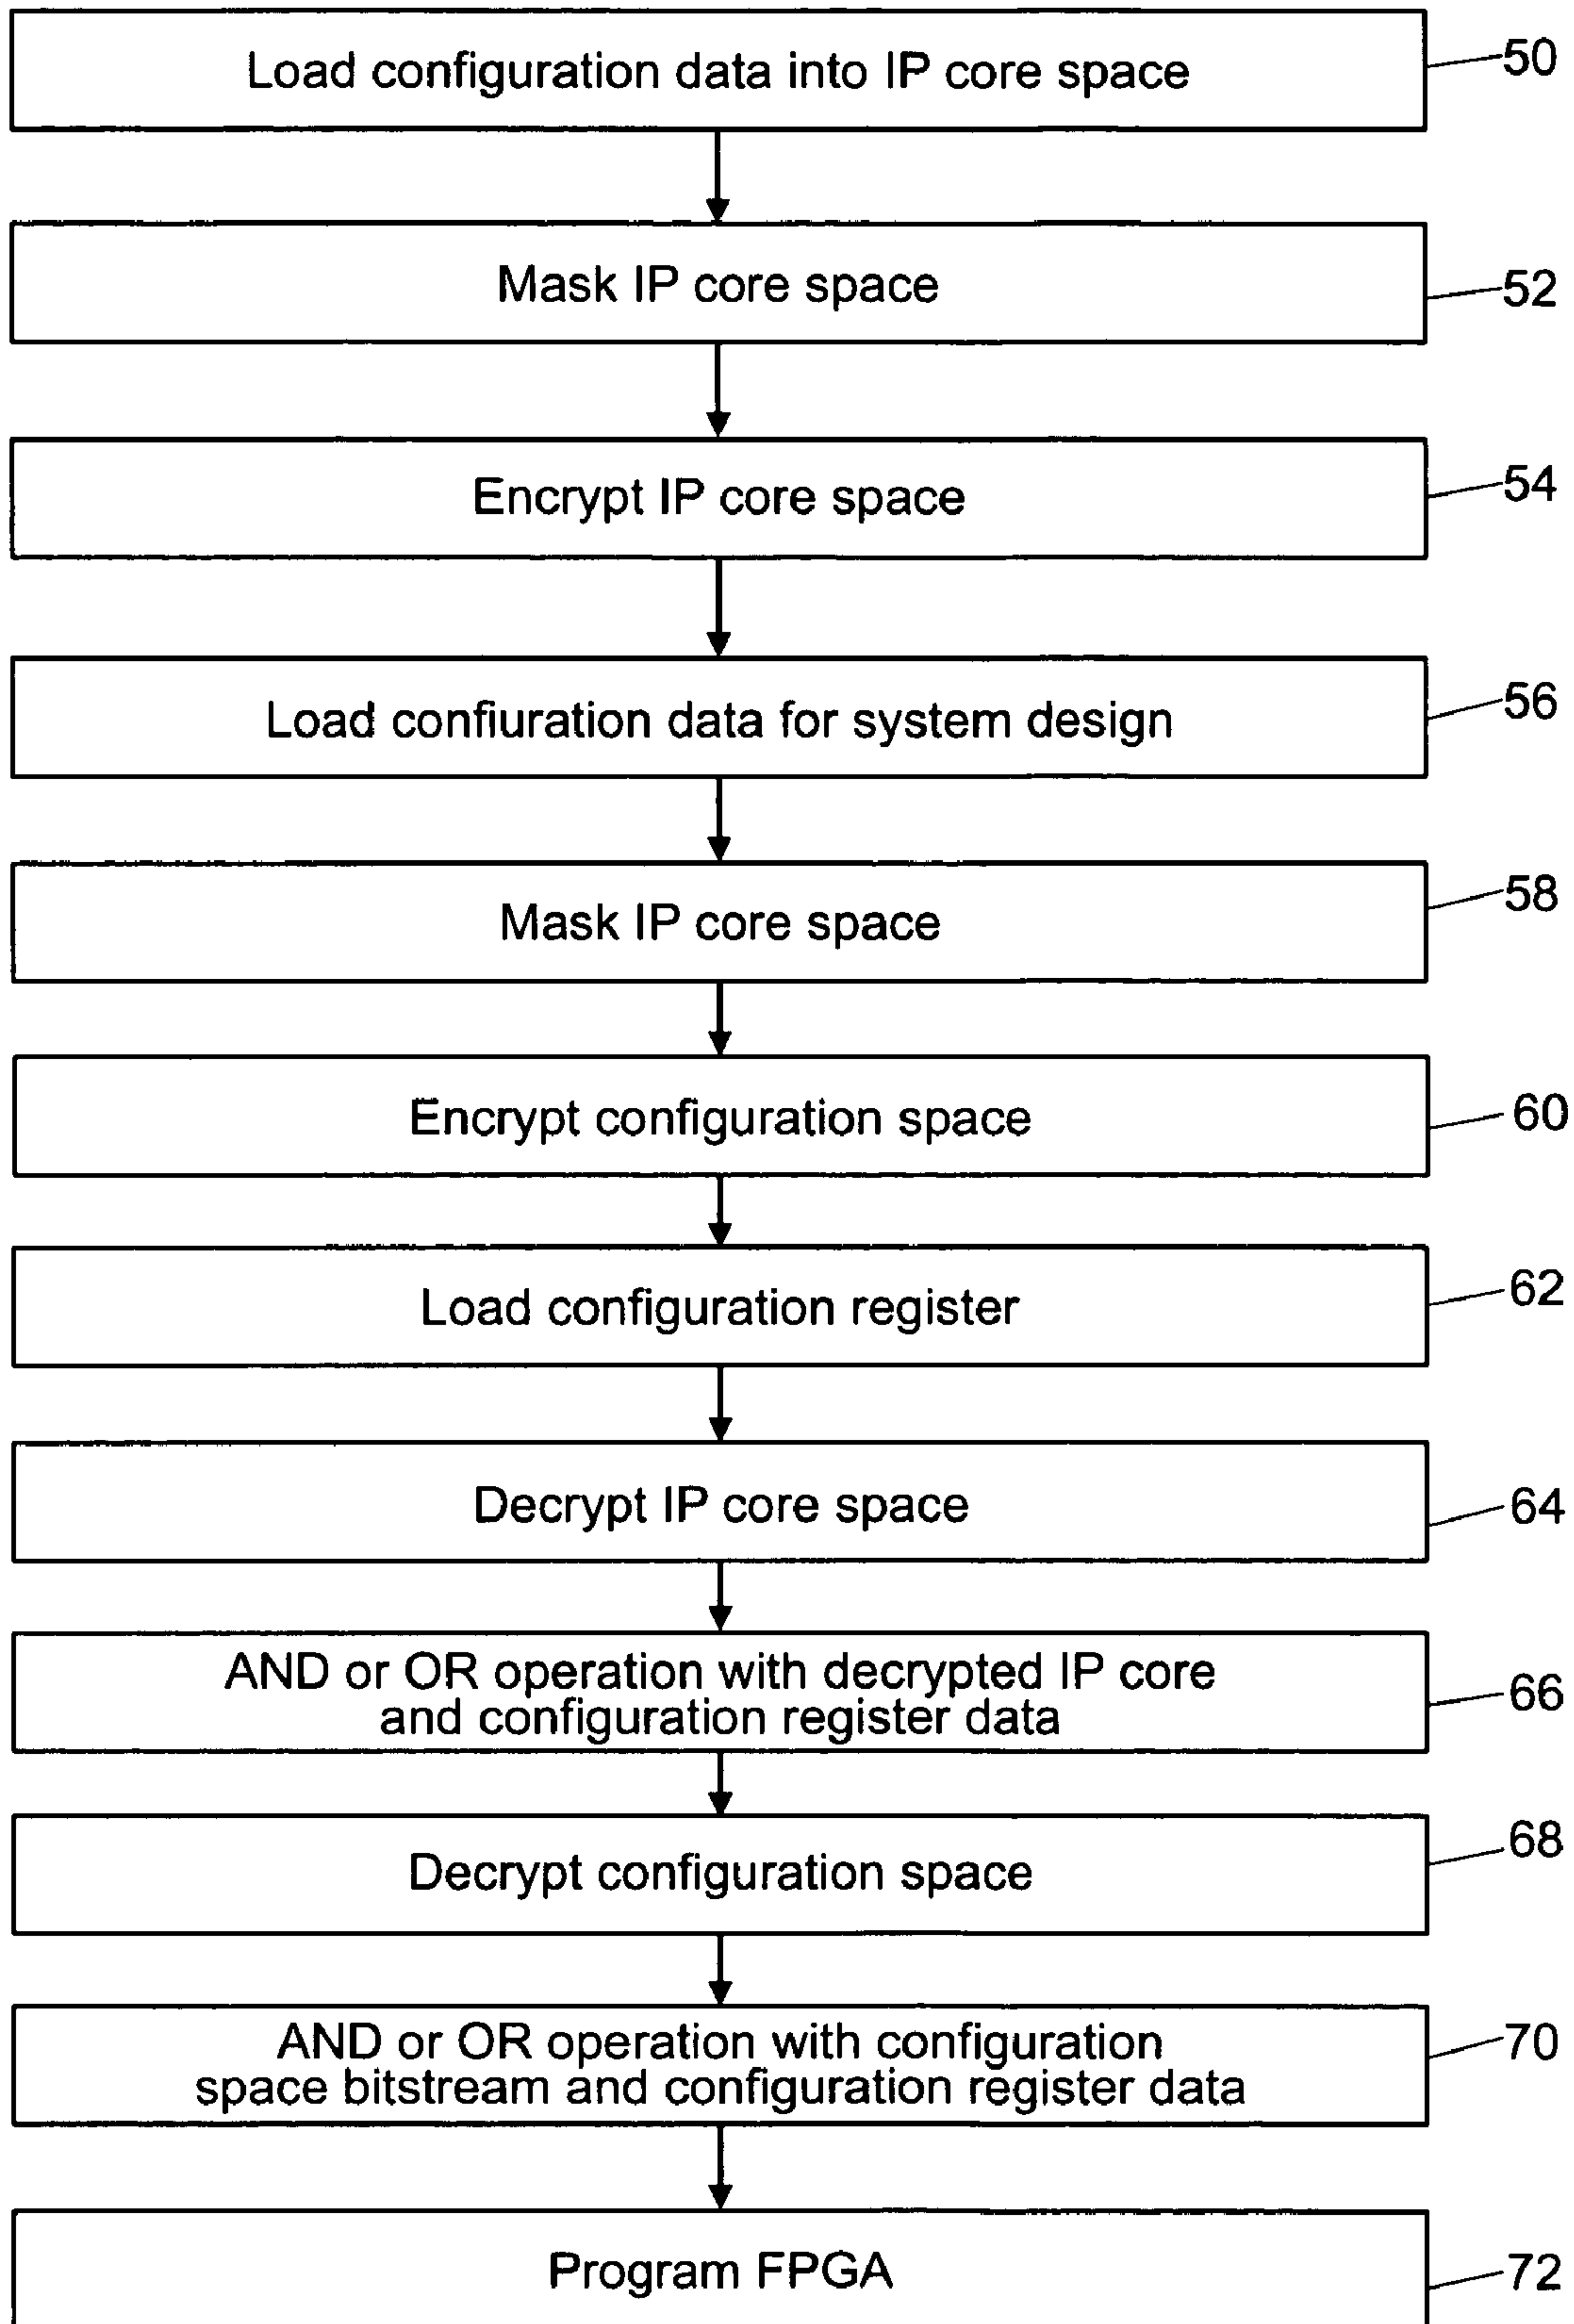 Load configuration data into IP core space
50
Mask IP core space
52
Encrypt IP core space
54
Load confiuration data for system design
56
Mask IP core space
58
Encrypt configuration space
60
Load configuration register
62
Decrypt IP core space
64
AND or OR operation with decrypted IP core
and configuration register data
66
Decrypt configuration space
68
AND or OR operation with configuration
space bitstream and configuration register data
70
Program FPGA
72